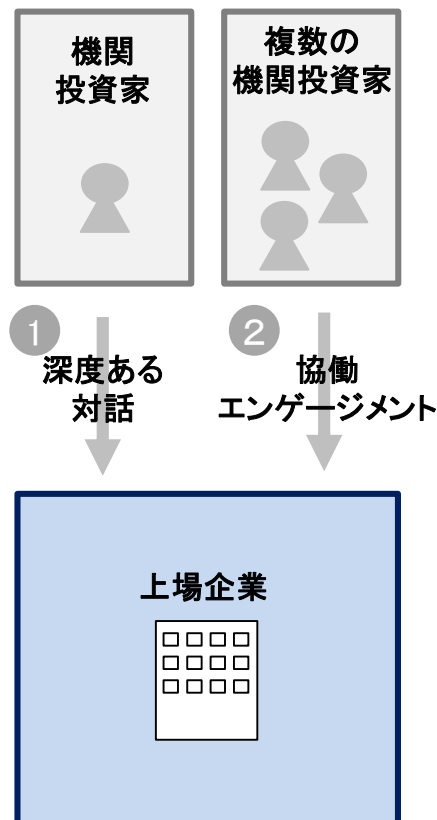 機関
投資家
複数の
機関投資家
1
深度ある
対話
2
協働
エンゲージメント
上場企業